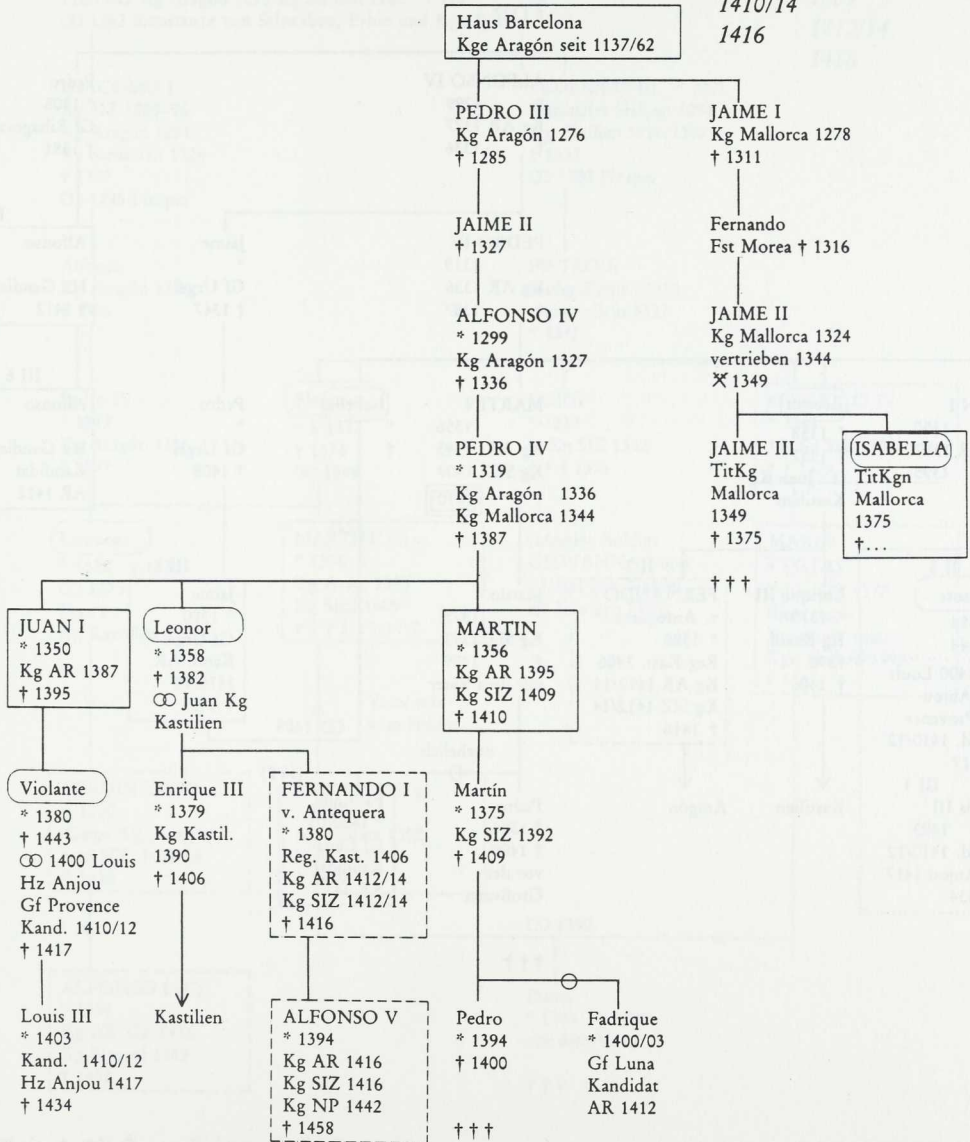 1410/14
1416
Haus Barcelona
Kge Aragón seit 1137/62
PEDRO III
Kg Aragón 1276
† 1285
JAIME I
Kg Mallorca 1278
† 1311
JAIME II
† 1327
Fernando
Fst Morea † 1316
ALFONSO IV
* 1299
Kg Aragón 1327
† 1336
JAIME II
Kg Mallorca 1324
vertrieben 1344
⚔ 1349
PEDRO IV
* 1319
Kg Aragón 1336
Kg Mallorca 1344
† 1387
JAIME III
TitKg
Mallorca
1349
† 1375
† † †
ISABELLA
TitKgn
Mallorca
1375
†...
JUAN I
* 1350
Kg AR 1387
† 1395
Leonor
* 1358
† 1382
∞ Juan Kg
Kastilien
MARTIN
* 1356
Kg AR 1395
Kg SIZ 1409
† 1410
Violante
* 1380
† 1443
∞ 1400 Louis
Hz Anjou
Gf Provence
Kand. 1410/12
† 1417
Enrique III
* 1379
Kg Kastil.
1390
† 1406
FERNANDO I
v. Antequera
* 1380
Reg. Kast. 1406
Kg AR 1412/14
Kg SIZ 1412/14
† 1416
Martín
* 1375
Kg SIZ 1392
† 1409
Louis III
* 1403
Kand. 1410/12
Hz Anjou 1417
† 1434
Kastilien
ALFONSO V
* 1394
Kg AR 1416
Kg SIZ 1416
Kg NP 1442
† 1458
Pedro
* 1394
† 1400
† † †
Fadrique
* 1400/03
Gf Luna
Kandidat
AR 1412